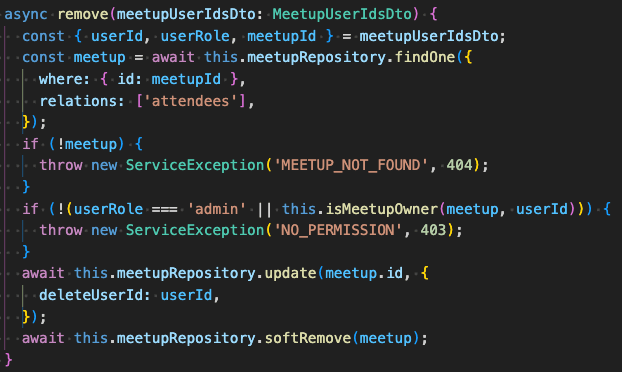 async remove(meetupUserIdsDto: MeetupUserIdsDto) {
  const { userId, userRole, meetupId } = meetupUserIdsDto;
  const meetup = await this.meetupRepository.findOne({
    where: { id: meetupId },
    relations: ['attendees'],
  });
  if (!meetup) {
    throw new ServiceException('MEETUP_NOT_FOUND', 404);
  }
  if (!(userRole === 'admin' || this.isMeetupOwner(meetup, userId))) {
    throw new ServiceException('NO_PERMISSION', 403);
  }
  await this.meetupRepository.update(meetup.id, {
    deleteUserId: userId,
  });
  await this.meetupRepository.softRemove(meetup);
}